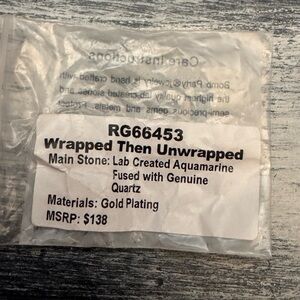 Care Instructions
Bomb Party® jewelry is hand crafted with
the highest quality lab created stones and
semi-precious gems and metals. Protect
RG66453
Wrapped Then Unwrapped
Main Stone: Lab Created Aquamarine
Fused with Genuine
Quartz
Materials: Gold Plating
MSRP: $138